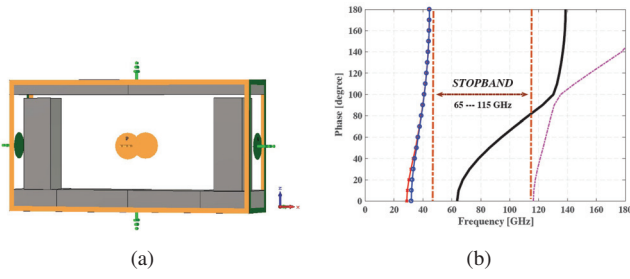 P
z
x
180
160
140
120
100
80
60
40
20
0
Phase [degree]
STOPBAND
65 --- 115 GHz
0 20 40 60 80 100 120 140 160 180
Frequency [GHz]
(a)
(b)